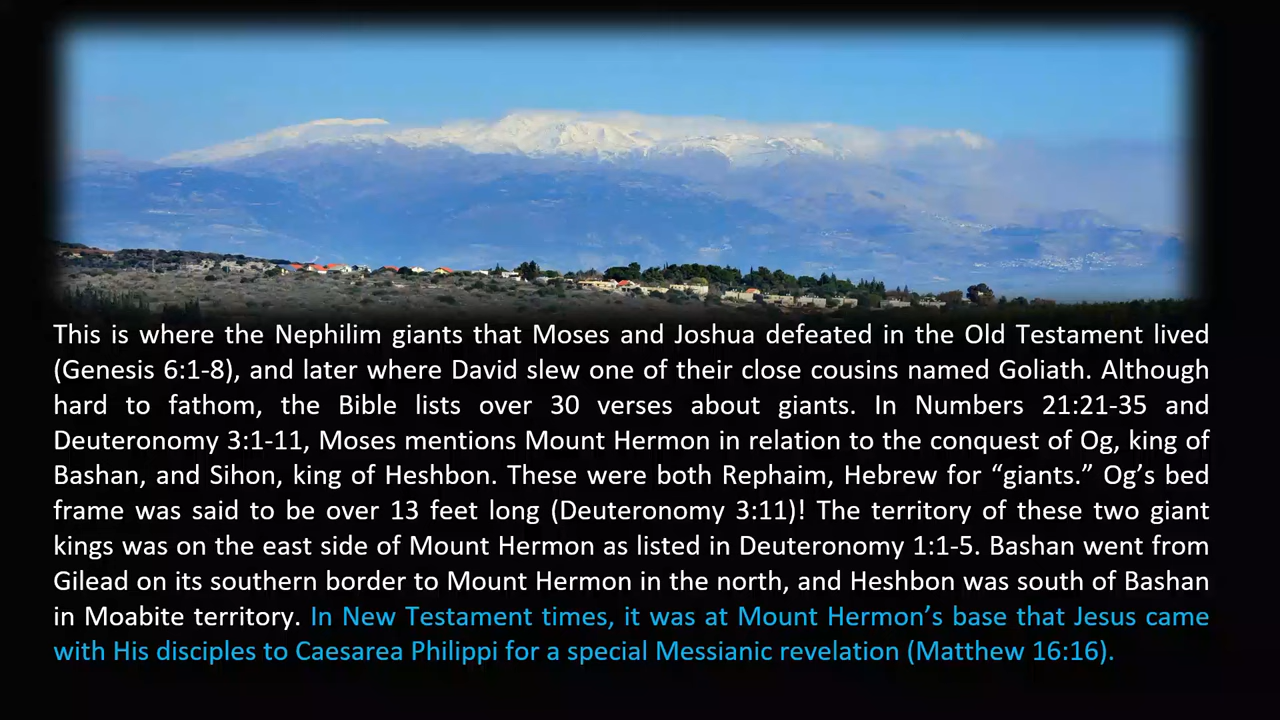 This is where the Nephilim giants that Moses and Joshua defeated in the Old Testament lived
(Genesis 6:1-8), and later where David slew one of their close cousins named Goliath. Although
hard to fathom, the Bible lists over 30 verses about giants. In Numbers 21:21-35 and
Deuteronomy 3:1-11, Moses mentions Mount Hermon in relation to the conquest of Og, king of
Bashan, and Sihon, king of Heshbon. These were both Rephaim, Hebrew for “giants.” Og’s bed
frame was said to be over 13 feet long (Deuteronomy 3:11)! The territory of these two giant
kings was on the east side of Mount Hermon as listed in Deuteronomy 1:1-5. Bashan went from
Gilead on its southern border to Mount Hermon in the north, and Heshbon was south of Bashan
in Moabite territory. In New Testament times, it was at Mount Hermon’s base that Jesus came
with His disciples to Caesarea Philippi for a special Messianic revelation (Matthew 16:16).